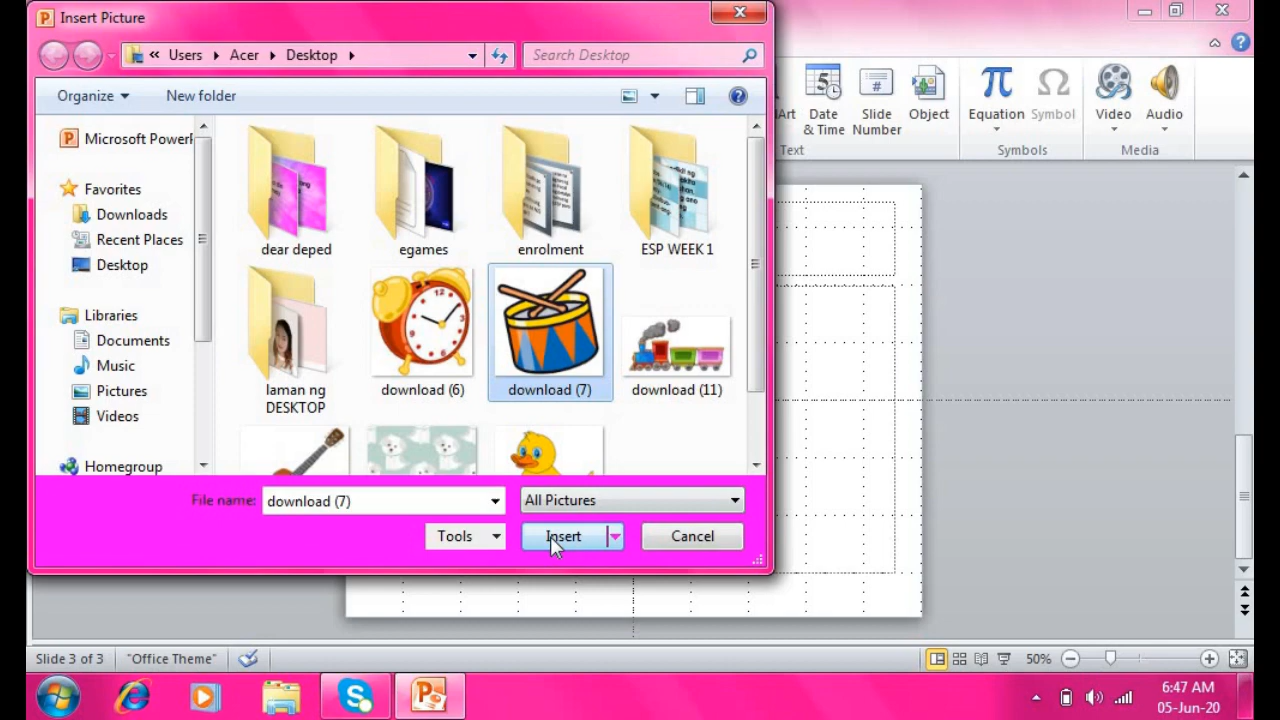 Insert Picture
« Users Acer Desktop
Search Desktop
Organize New folder
Microsoft PowerP
Favorites
Downloads
Recent Places
Desktop
Libraries
Documents
Music
Pictures
Videos
Homegroup
dear deped
egames
enrolment
ESP WEEK 1
laman ng
DESKTOP
download (6)
download (7)
download (11)
File name: download (7)
All Pictures
Tools Insert Cancel
Date
& Time
Slide
Number
Object
Equation
Symbol
Video
Audio
Text
Symbols
Media
Slide 3 of 3 "Office Theme"
50%
6:47 AM
05-Jun-20